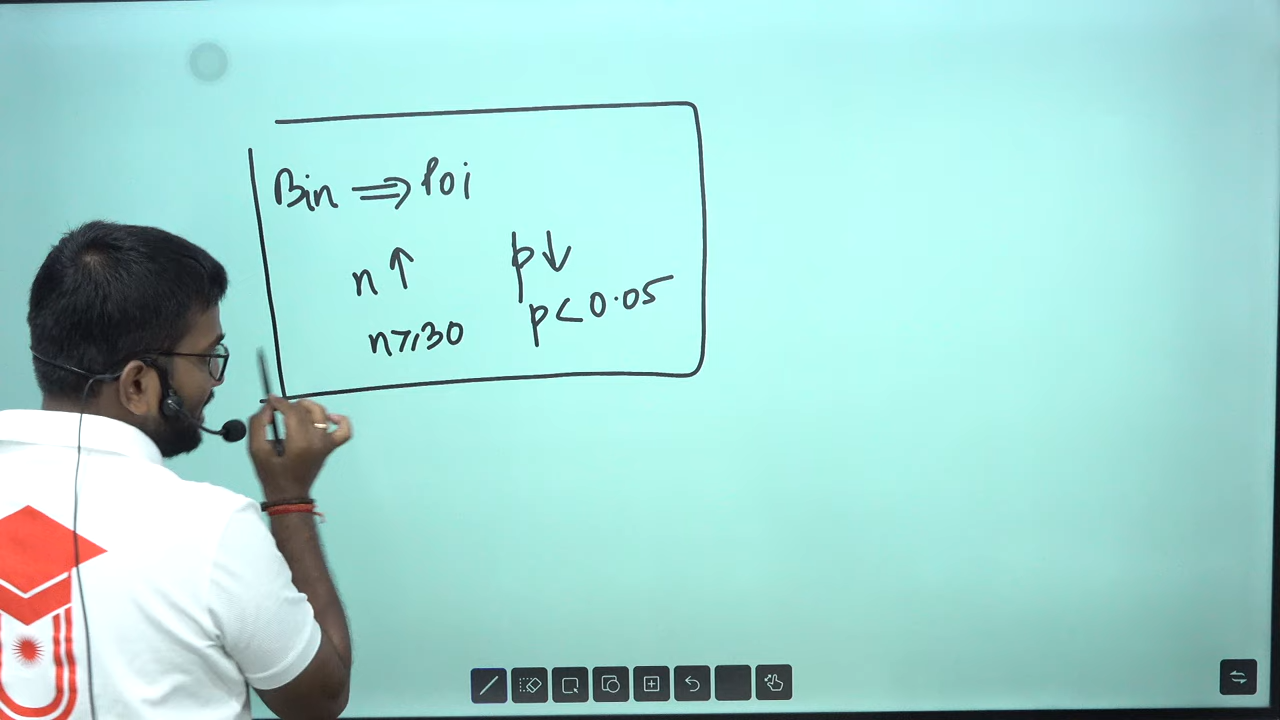 Bin ⇒ Poi
n↑ p↓
n≥30 p<0.05